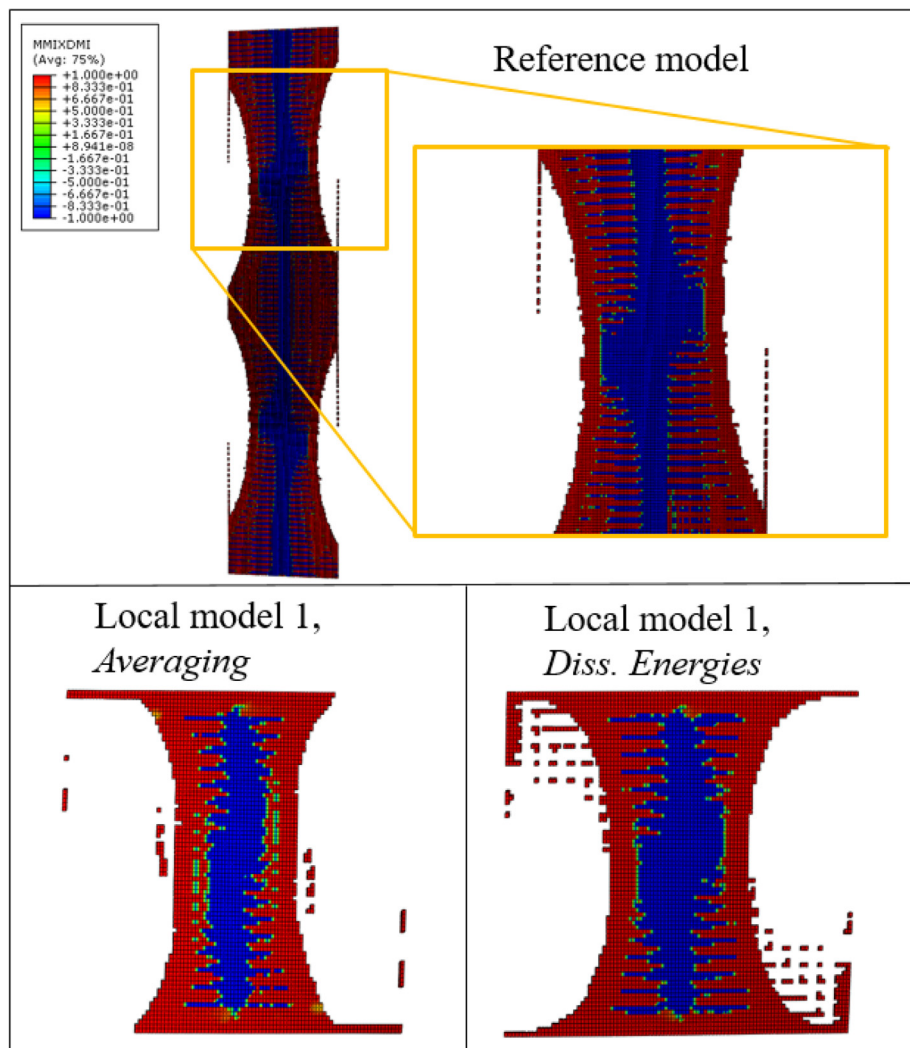 MMIXDMI
(Avg: 75%)
+1.000e+00
+8.333e-01
+6.667e-01
+5.000e-01
+3.333e-01
+1.667e-01
+8.941e-08
-1.667e-01
-3.333e-01
-5.000e-01
-6.667e-01
-8.333e-01
-1.000e+00
Reference model
Local model 1,
Averaging
Local model 1,
Diss. Energies